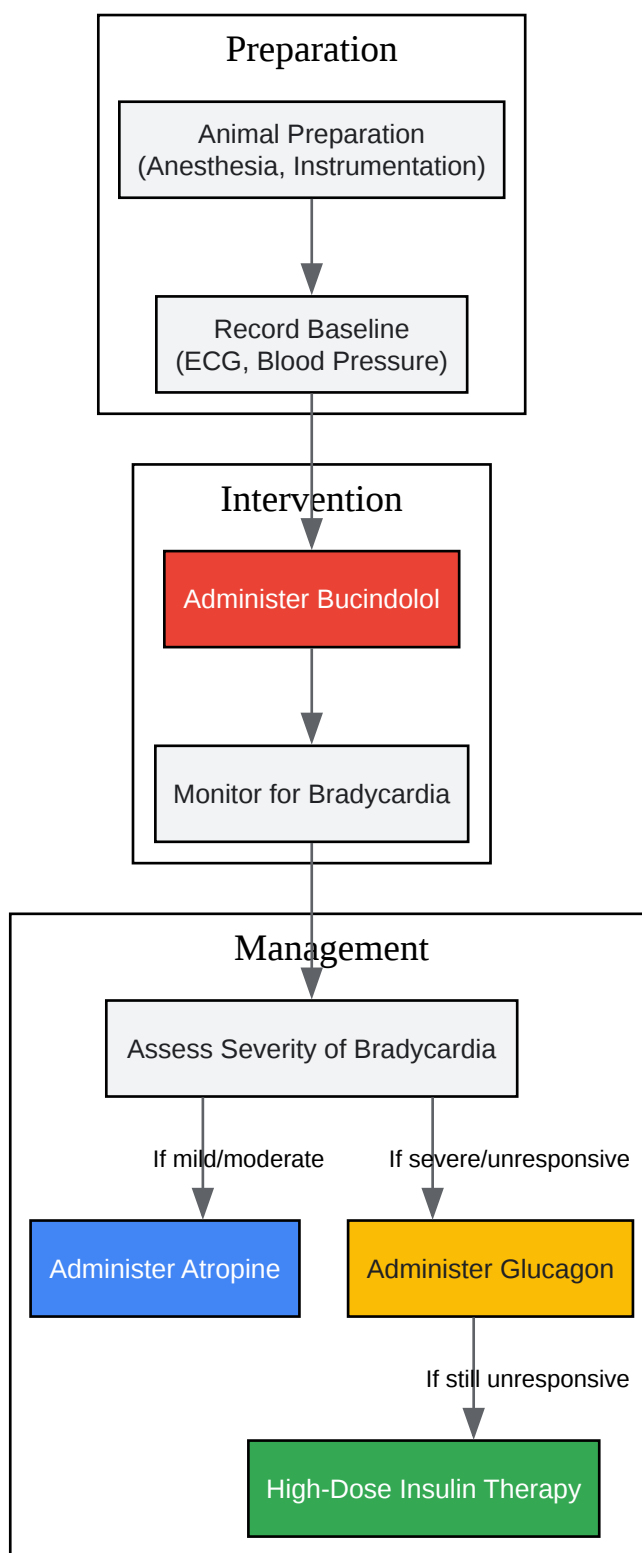 Preparation
Animal Preparation
(Anesthesia, Instrumentation)
Record Baseline
(ECG, Blood Pressure)
Intervention
Administer Bucindolol
Monitor for Bradycardia
Management
Assess Severity of Bradycardia
If mild/moderate
If severe/unresponsive
Administer Atropine
Administer Glucagon
If still unresponsive
High-Dose Insulin Therapy